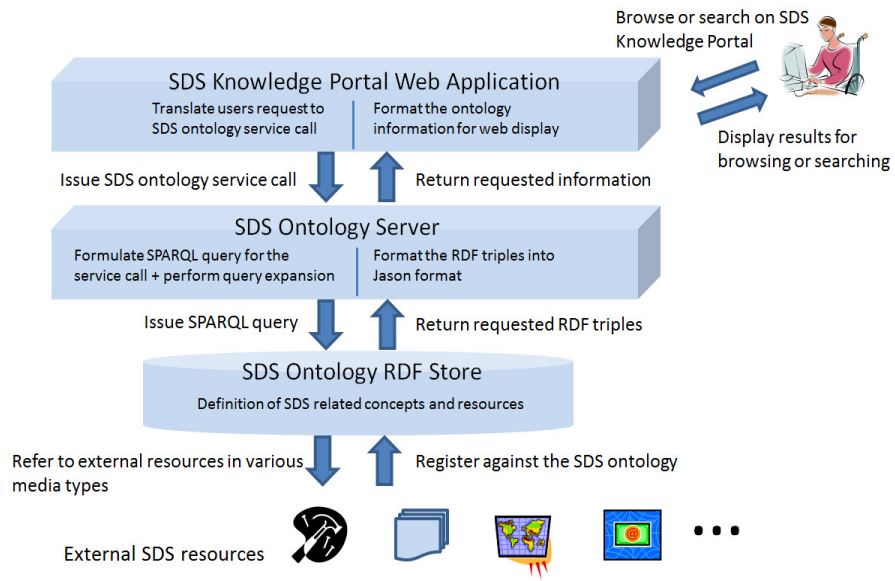 Browse or search on SDS
Knowledge Portal
SDS Knowledge Portal Web Application
Translate users request to
SDS ontology service call
Format the ontology
information for web display
Display results for
browsing or searching
Issue SDS ontology service call
Return requested information
SDS Ontology Server
Formulate SPARQL query for the
service call + perform query expansion
Format the RDF triples into
Jason format
Issue SPARQL query
Return requested RDF triples
SDS Ontology RDF Store
Definition of SDS related concepts and resources
Refer to external resources in various
media types
Register against the SDS ontology
External SDS resources
@
...